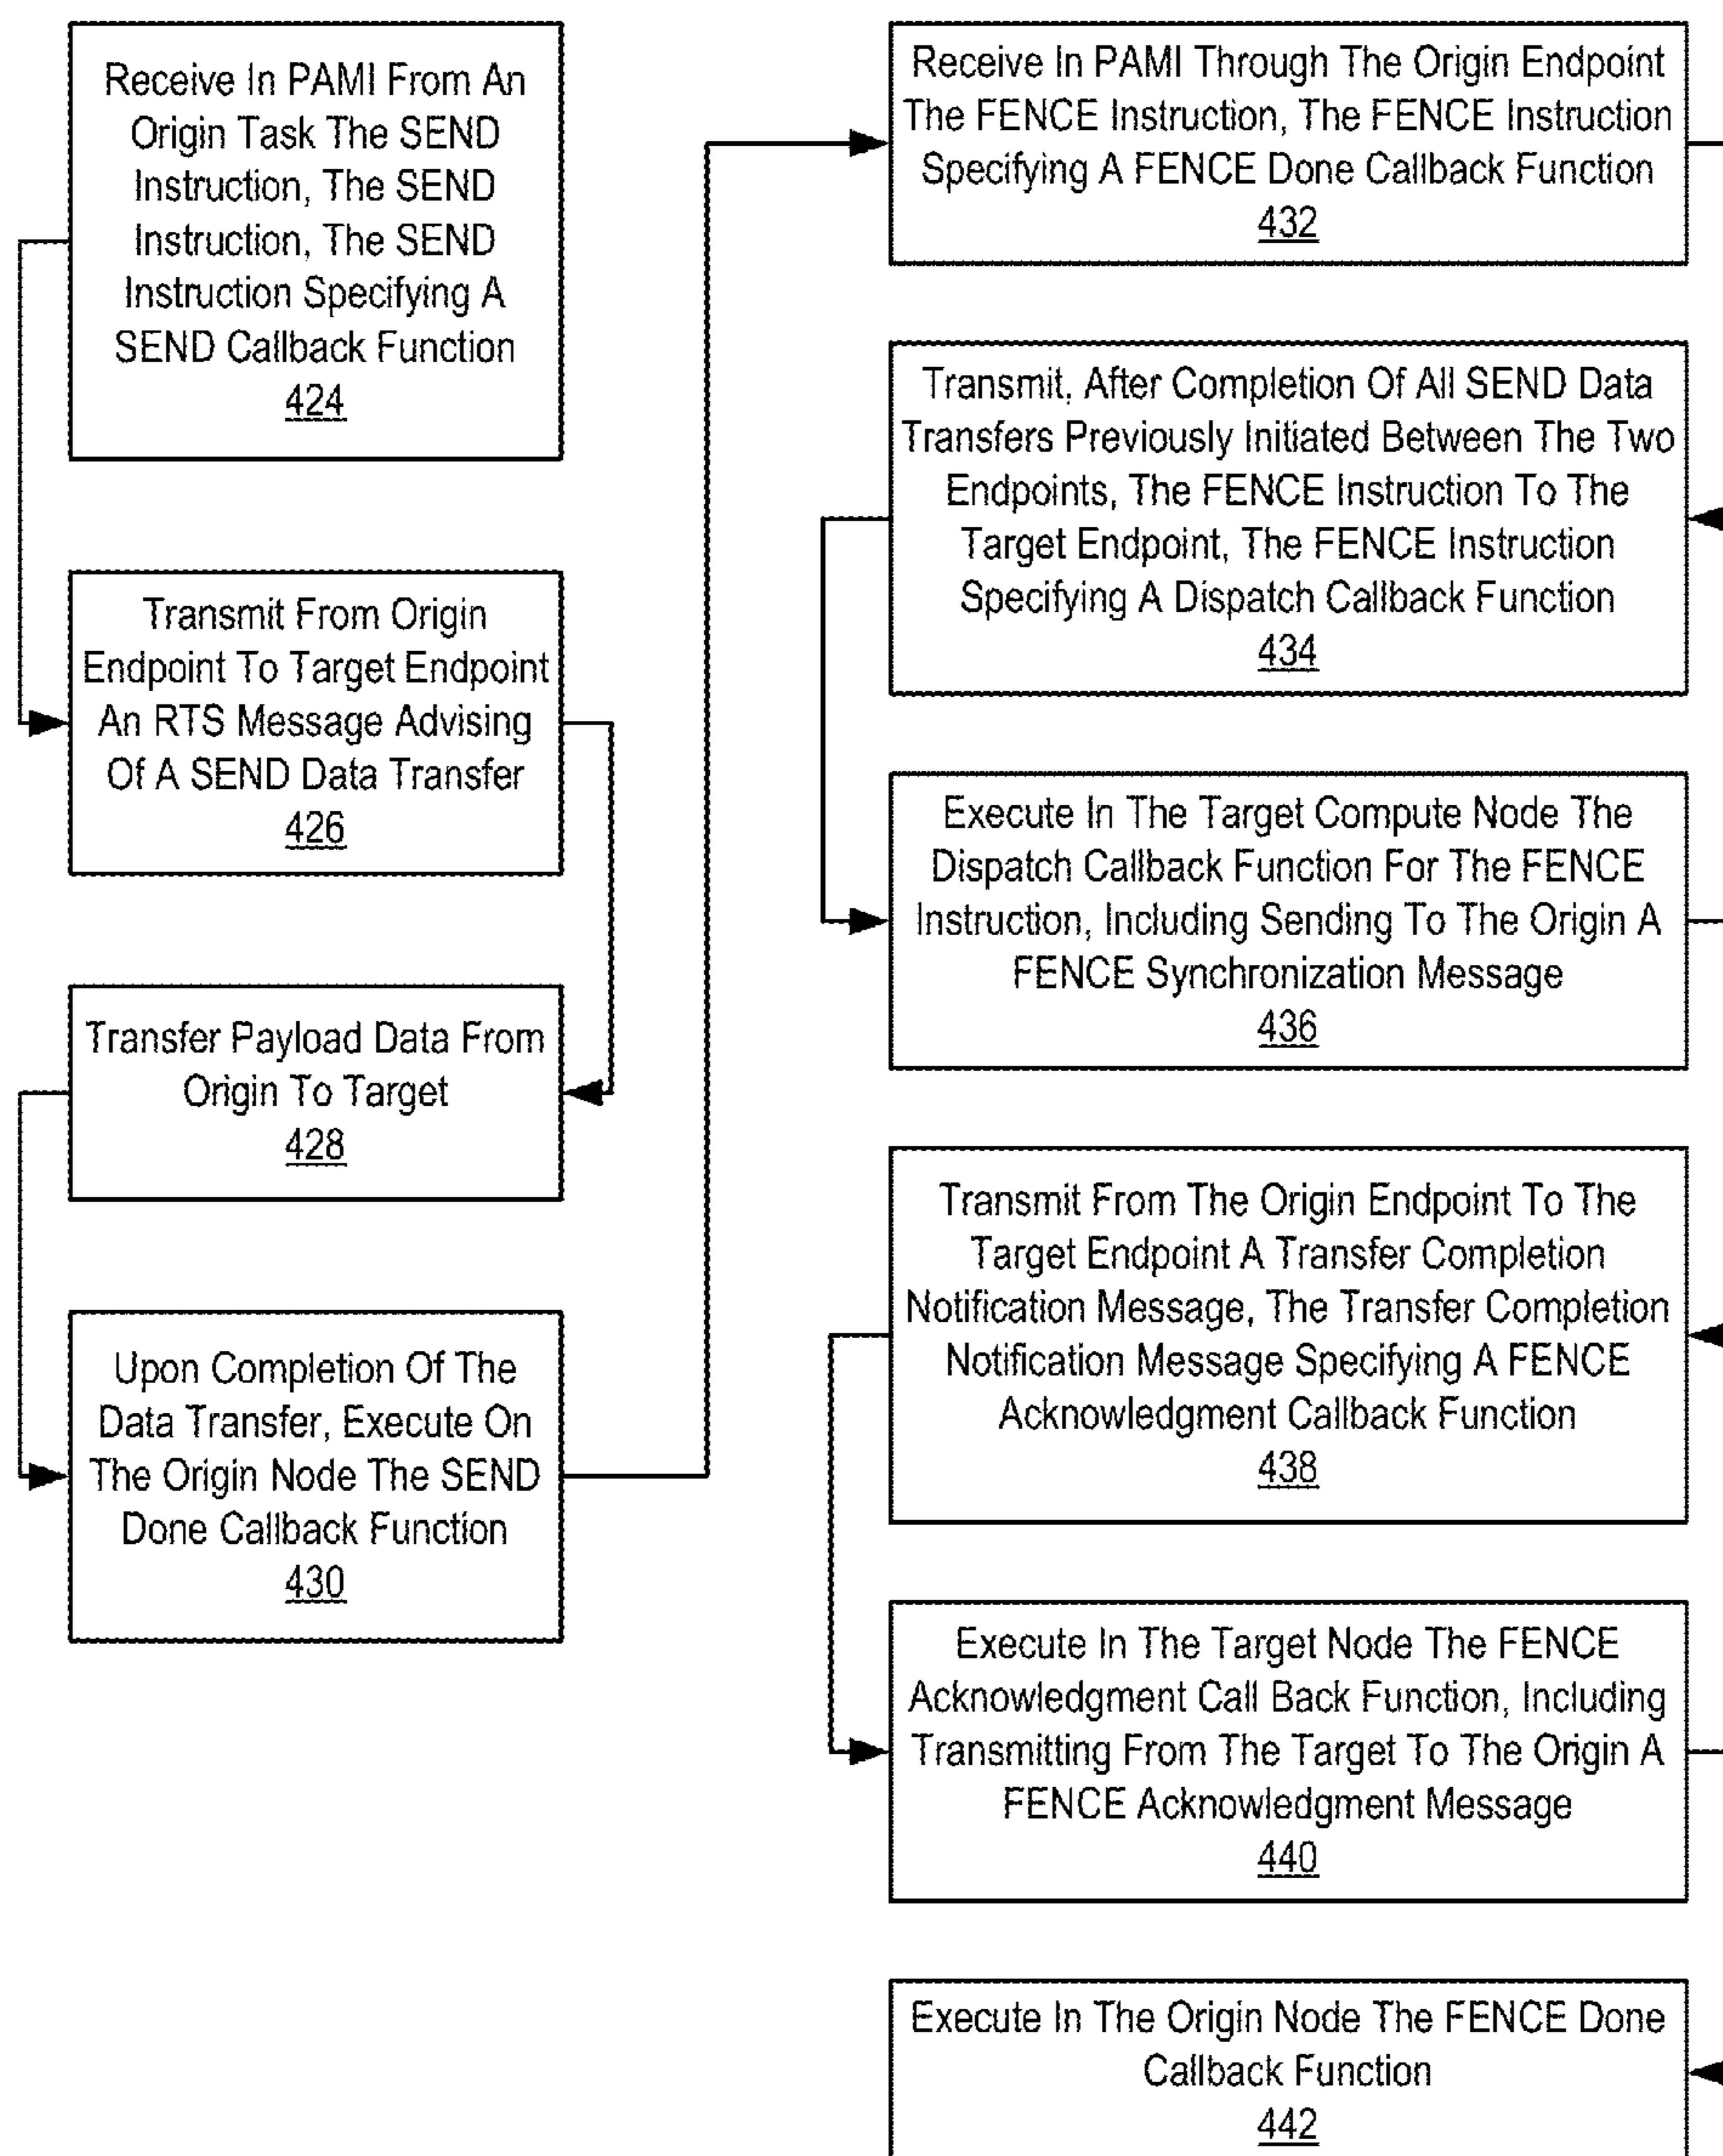 Receive In PAMI From An
Origin Task The SEND
Instruction, The SEND
Instruction, The SEND
Instruction Specifying A
SEND Callback Function
424
Transmit From Origin
Endpoint To Target Endpoint
An RTS Message Advising
Of A SEND Data Transfer
426
Transfer Payload Data From
Origin To Target
428
Upon Completion Of The
Data Transfer, Execute On
The Origin Node The SEND
Done Callback Function
430
Receive In PAMI Through The Origin Endpoint
The FENCE Instruction, The FENCE Instruction
Specifying A FENCE Done Callback Function
432
Transmit, After Completion Of All SEND Data
Transfers Previously Initiated Between The Two
Endpoints, The FENCE Instruction To The
Target Endpoint, The FENCE Instruction
Specifying A Dispatch Callback Function
434
Execute In The Target Compute Node The
Dispatch Callback Function For The FENCE
Instruction, Including Sending To The Origin A
FENCE Synchronization Message
436
Transmit From The Origin Endpoint To The
Target Endpoint A Transfer Completion
Notification Message, The Transfer Completion
Notification Message Specifying A FENCE
Acknowledgment Callback Function
438
Execute In The Target Node The FENCE
Acknowledgment Call Back Function, Including
Transmitting From The Target To The Origin A
FENCE Acknowledgment Message
440
Execute In The Origin Node The FENCE Done
Callback Function
442